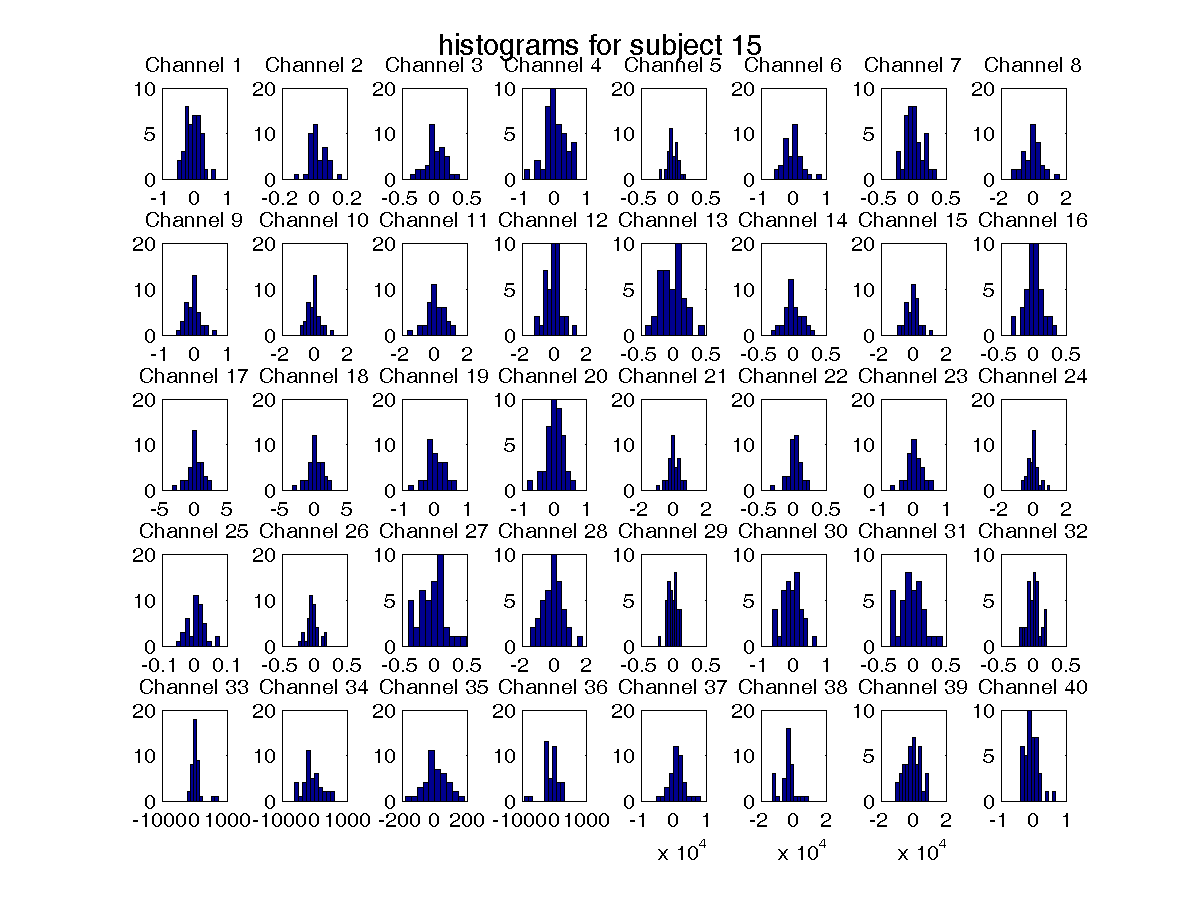 histograms for subject 15
Channel 1 Channel 2 Channel 3 Channel 4 Channel 5 Channel 6 Channel 7 Channel 8
10 20 20 10 20 20 10 20
5 10 10 5 10 10 5 10
0 0 0 0 0 0 0 0
-1 0 1 -0.2 0 0.2 -0.5 0 0.5 -1 0 1 -0.5 0 0.5 -1 0 1 -0.5 0 0.5 -2 0 2
Channel 9 Channel 10 Channel 11 Channel 12 Channel 13 Channel 14 Channel 15 Channel 16
20 20 20 10 10 20 20 10
10 10 10 5 5 10 10 5
0 0 0 0 0 0 0 0
-1 0 1 -2 0 2 -2 0 2 -2 0 2 -0.5 0 0.5 -0.5 0 0.5 -2 0 2 -0.5 0 0.5
Channel 17 Channel 18 Channel 19 Channel 20 Channel 21 Channel 22 Channel 23 Channel 24
20 20 20 10 20 20 20 20
10 10 10 5 10 10 10 10
0 0 0 0 0 0 0 0
-5 0 5 -5 0 5 -1 0 1 -1 0 1 -2 0 2 -0.5 0 0.5 -1 0 1 -2 0 2
Channel 25 Channel 26 Channel 27 Channel 28 Channel 29 Channel 30 Channel 31 Channel 32
20 20 10 10 10 10 10 10
10 10 5 5 5 5 5 5
0 0 0 0 0 0 0 0
-0.1 0 0.1 -0.5 0 0.5 -0.5 0 0.5 -2 0 2 -0.5 0 0.5 -1 0 1 -0.5 0 0.5 -0.5 0 0.5
Channel 33 Channel 34 Channel 35 Channel 36 Channel 37 Channel 38 Channel 39 Channel 40
20 20 20 20 20 20 10 10
10 10 10 10 10 10 5 5
0 0 0 0 0 0 0 0
-1000 0 1000 -1000 0 1000 -200 0 200 -1000 0 1000 -1 0 1 -2 0 2 -2 0 2 -1 0 1
x 10^4 x 10^4 x 10^4